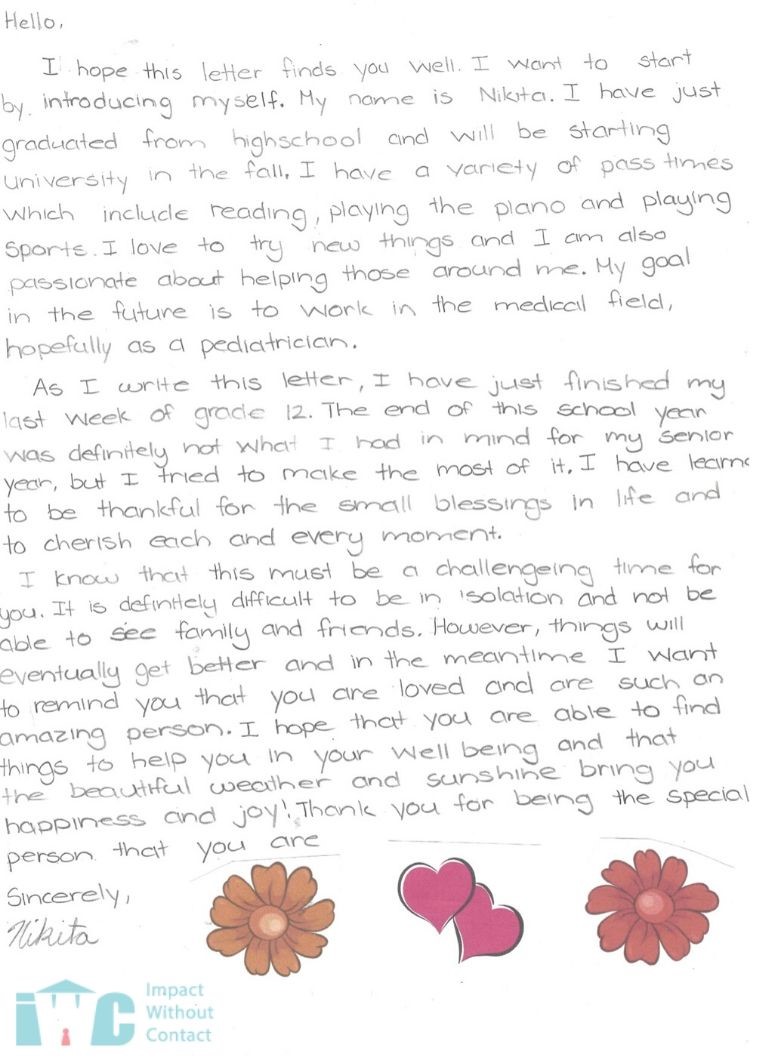 Hello,
I hope this letter finds you well. I want to start
by introducing myself. My name is Nikita. I have just
graduated from highschool and will be starting
university in the fall. I have a variety of pass times
which include reading, playing the piano and playing
sports. I love to try new things and I am also
passionate about helping those around me. My goal
in the future is to work in the medical field,
hopefully as a pediatrician.
As I write this letter, I have just finished my
last week of grade 12. The end of this school year
was definitely not what I had in mind for my senior
year, but I tried to make the most of it. I have learne
to be thankful for the small blessings in life and
to cherish each and every moment.
I know that this must be a challengeing time for
you. It is definitely difficult to be in isolation and not be
able to see family and friends. However, things will
eventually get better and in the meantime I want
to remind you that you are loved and are such an
amazing person. I hope that you are able to find
things to help you in your well being and that
the beautiful weather and sunshine bring you
happiness and joy! Thank you for being the special
person that you are
Sincerely,
Nikita
iWC Impact
Without
Contact